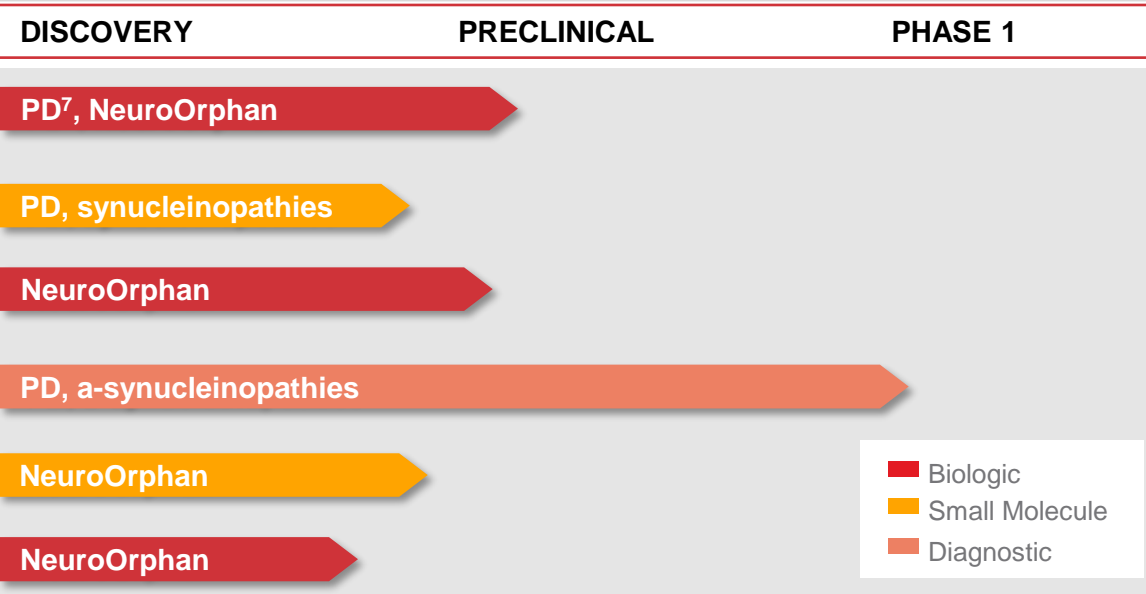 DISCOVERY PRECLINICAL PHASE 1
PD⁷, NeuroOrphan
PD, synucleinopathies
NeuroOrphan
PD, a-synucleinopathies
NeuroOrphan
NeuroOrphan
Biologic
Small Molecule
Diagnostic